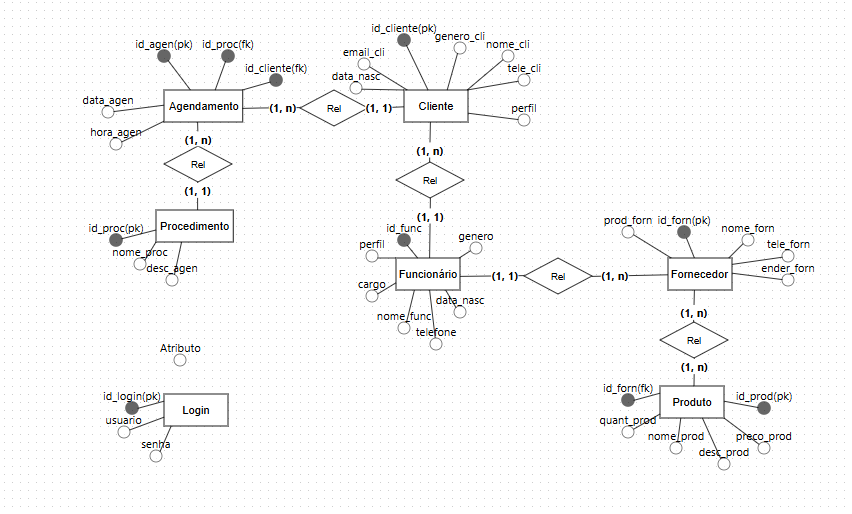 id_cliente(pk)
genero_cli
nome_cli
id_agen(pk)
id_proc(fk)
email_cli
tele_cli
id_cliente(fk)
data_nasc
data_agen
Agendamento
(1, n)
Rel
(1, 1)
Cliente
perfil
hora_agen
(1, n)
(1, n)
Rel
Rel
(1, 1)
(1, 1)
id_proc(pk)
Procedimento
nome_proc
desc_agen
id_func
genero
perfil
prod_forn
id_forn(pk)
nome_forn
tele_forn
ender_forn
Funcionário
(1, 1)
Rel
(1, n)
Fornecedor
cargo
data_nasc
nome_func
telefone
(1, n)
Rel
(1, n)
Atributo
id_login(pk)
Login
usuario
senha
id_forn(fk)
Produto
id_prod(pk)
quant_prod
nome_prod
preco_prod
desc_prod